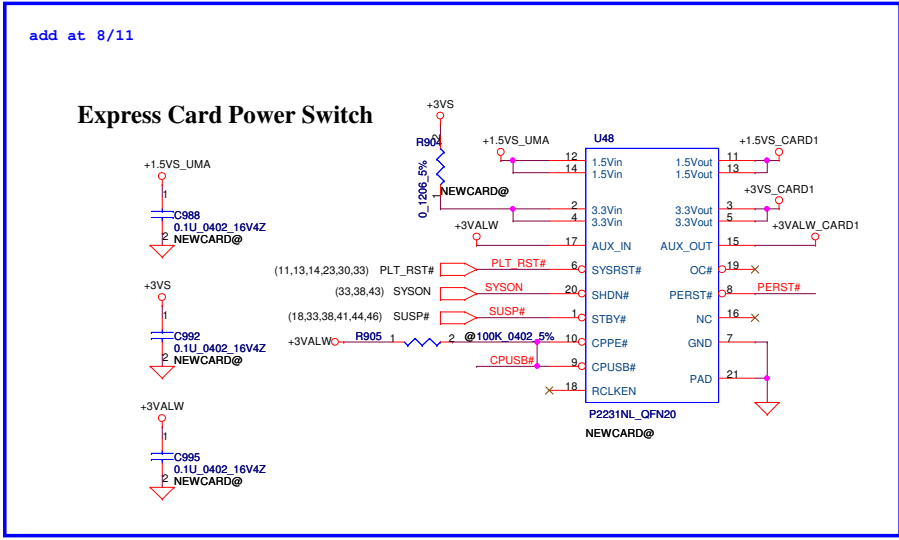 add at 8/11
Express Card Power Switch
+1.5VS_UMA
1
C988
0.1U_0402_16V4Z
2
NEWCARD@
+3VS
1
C992
0.1U_0402_16V4Z
2
NEWCARD@
+3VALW
1
C995
0.1U_0402_16V4Z
2
NEWCARD@
+3VS
2
R904
0_1206_5%
1
NEWCARD@
+1.5VS_UMA
U48
+1.5VS_CARD1
12 1.5Vin 1.5Vout 11
14 1.5Vin 1.5Vout 13
+3VS_CARD1
2 3.3Vin 3.3Vout 3
4 3.3Vin 3.3Vout 5
+3VALW +3VALW_CARD1
17 AUX_IN AUX_OUT 15
(11,13,14,23,30,33) PLT_RST# PLT_RST# 6 SYSRST# OC# 19
(33,38,43) SYSON SYSON 20 SHDN# PERST# 8 PERST#
(18,33,38,41,44,46) SUSP# SUSP# 1 STBY# NC 16
+3VALW R905 1 2 @100K_0402_5% 10 CPPE# GND 7
CPUSB# 9 CPUSB#
PAD 21
18 RCLKEN
P2231NL_QFN20
NEWCARD@